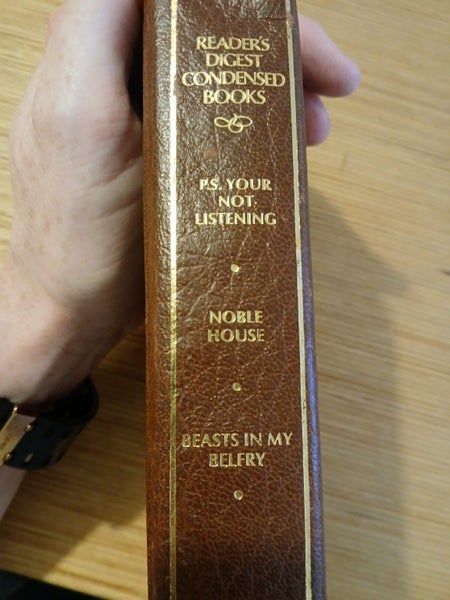 READER'S
DIGEST
CONDENSED
BOOKS
P.S. YOUR
NOT
LISTENING
NOBLE
HOUSE
BEASTS IN MY
BELFRY